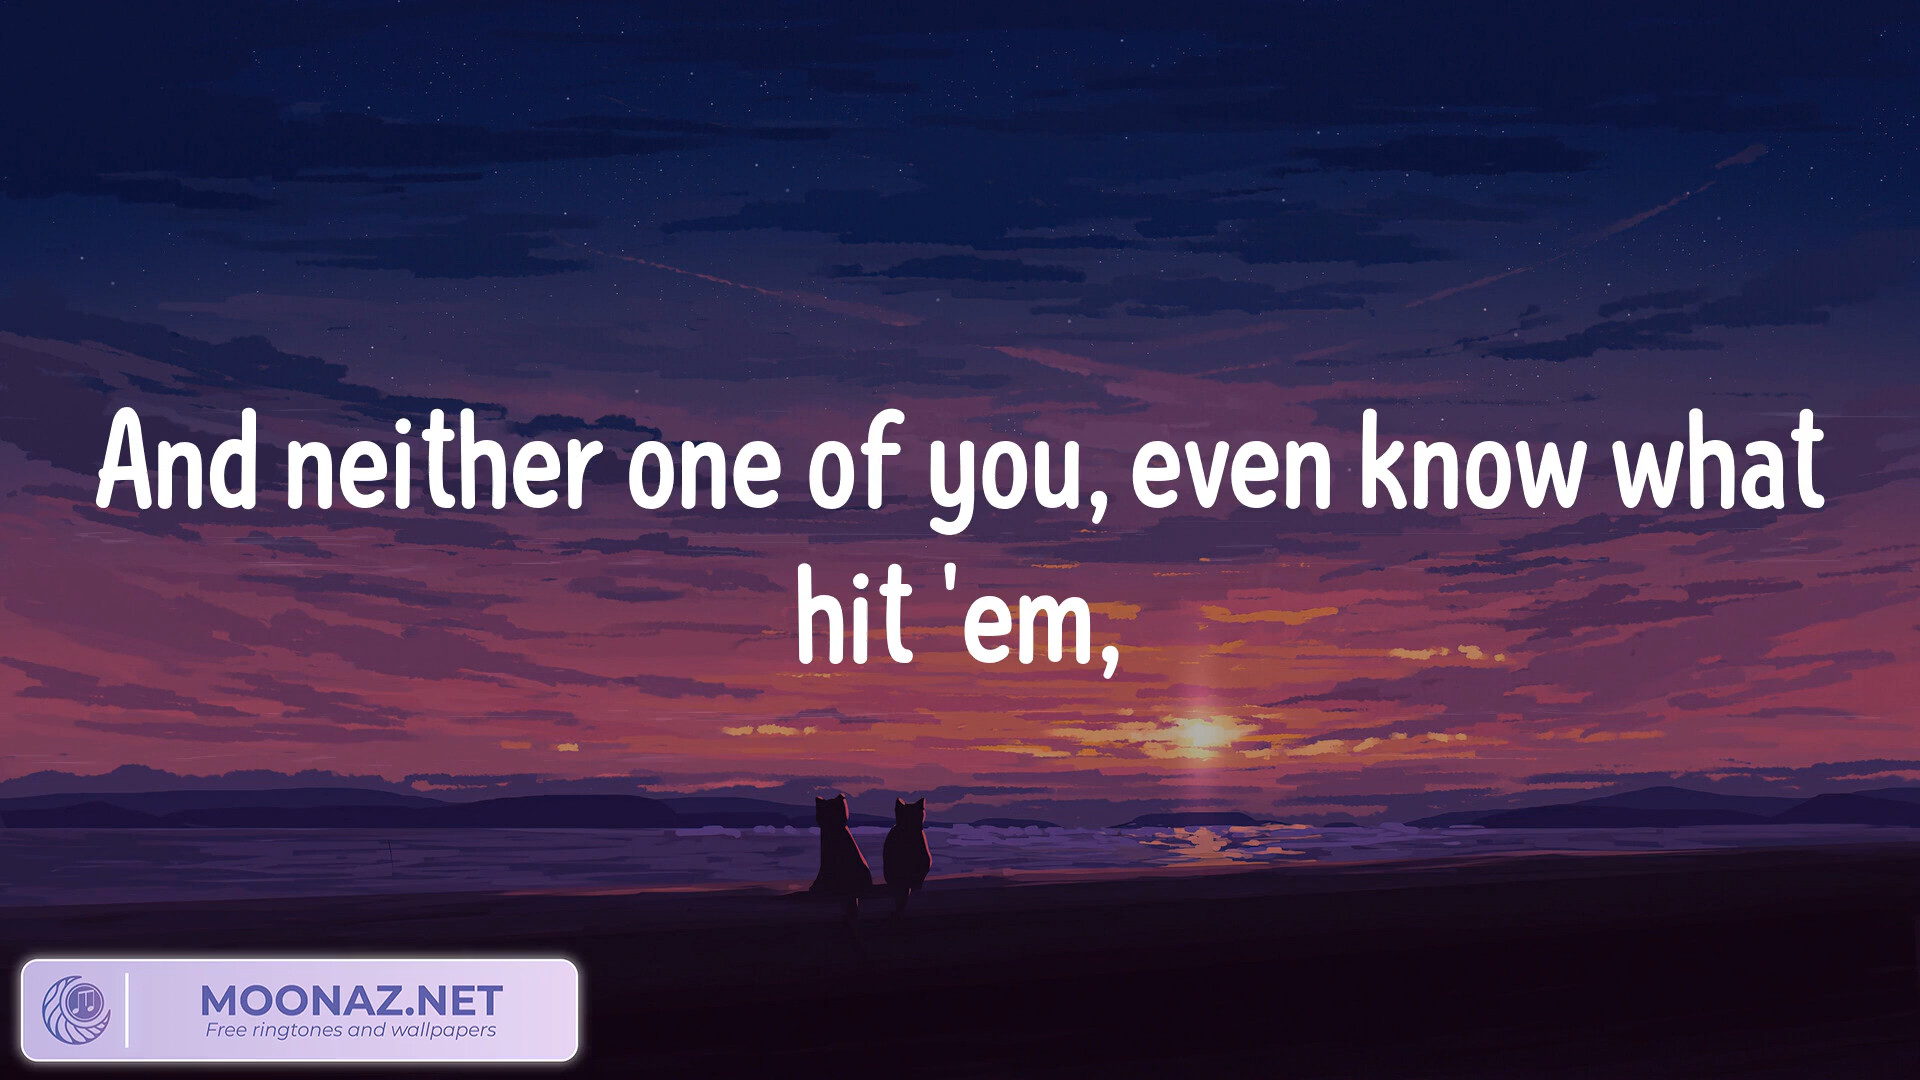 And neither one of you, even know what
hit 'em,
MOONAZ.NET
Free ringtones and wallpapers